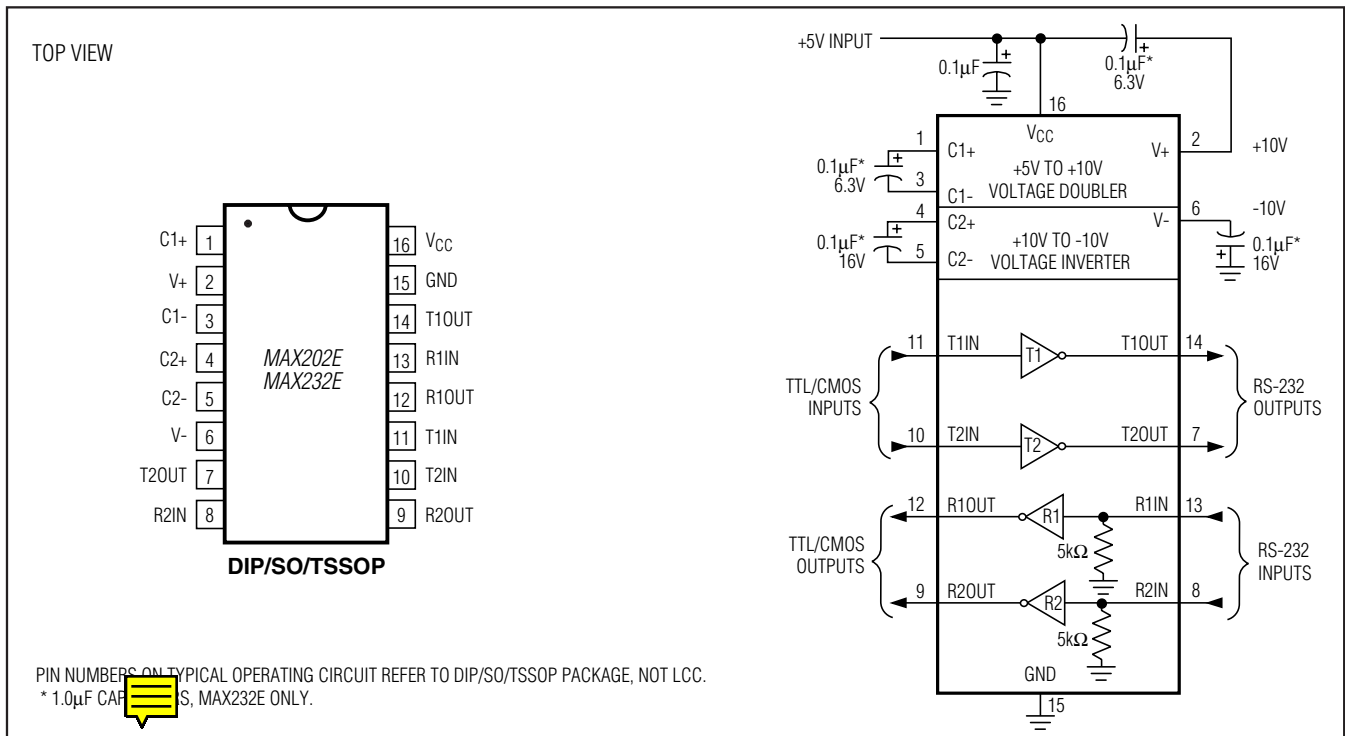 TOP VIEW
C1+ 1
V+ 2
C1- 3
C2+ 4
C2- 5
V- 6
T2OUT 7
R2IN 8
16 VCC
15 GND
14 T1OUT
13 R1IN
12 R1OUT
11 T1IN
10 T2IN
9 R2OUT
MAX202E
MAX232E
DIP/SO/TSSOP
+5V INPUT
0.1μF
+
+
0.1μF*
6.3V
16
VCC
1
C1+
+
0.1μF*
6.3V
3
C1-
+5V TO +10V
VOLTAGE DOUBLER
V+
2
+10V
4
C2+
+
0.1μF*
16V
5
C2-
+10V TO -10V
VOLTAGE INVERTER
V-
6
-10V
+
0.1μF*
16V
TTL/CMOS
INPUTS
11 T1IN T1 T1OUT 14
10 T2IN T2 T2OUT 7
RS-232
OUTPUTS
TTL/CMOS
OUTPUTS
12 R1OUT R1 R1IN 13
5kΩ
9 R2OUT R2 R2IN 8
5kΩ
RS-232
INPUTS
GND
15
PIN NUMBERS ON TYPICAL OPERATING CIRCUIT REFER TO DIP/SO/TSSOP PACKAGE, NOT LCC.
* 1.0μF MAX232E ONLY.